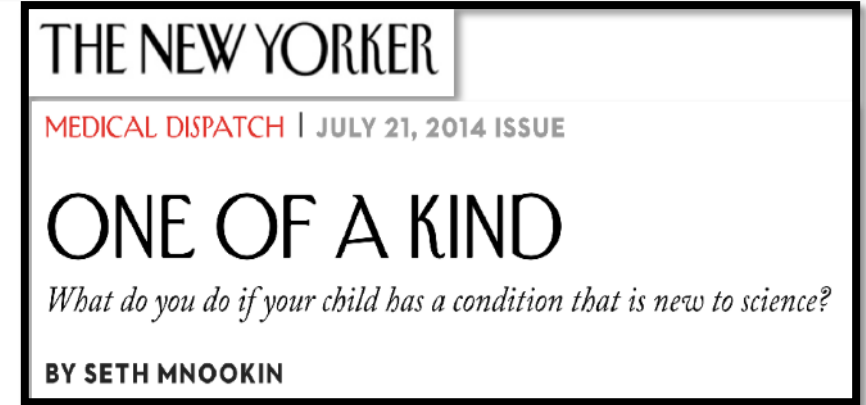 THE NEW YORKER
MEDICAL DISPATCH | JULY 21, 2014 ISSUE
ONE OF A KIND
What do you do if your child has a condition that is new to science?
BY SETH MNOOKIN